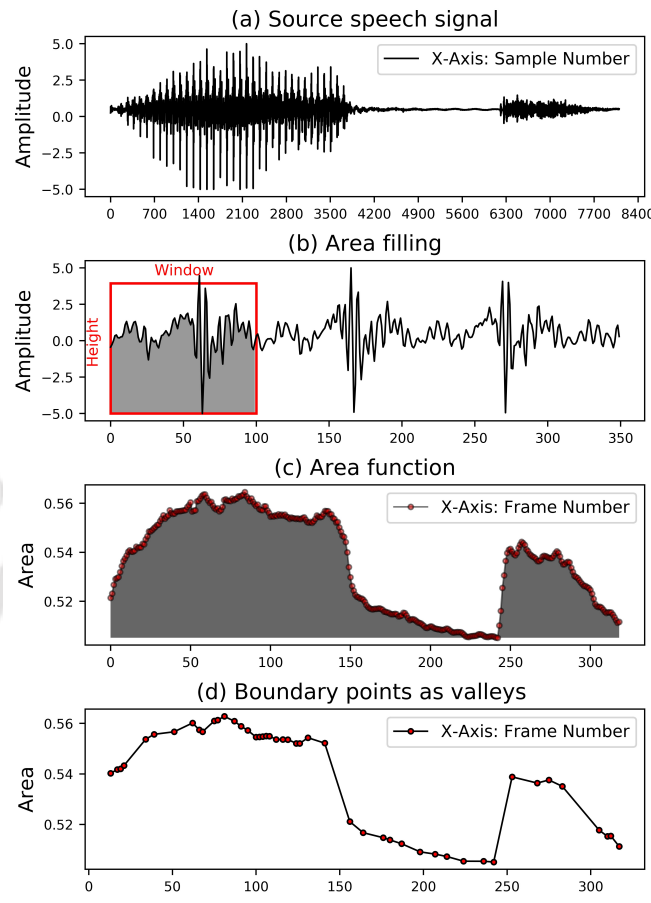 (a) Source speech signal
5.0
2.5
0.0
−2.5
−5.0
Amplitude
X-Axis: Sample Number
0 700 1400 2100 2800 3500 4200 4900 5600 6300 7000 7700 8400
(b) Area filling
5.0
2.5
0.0
−2.5
−5.0
Amplitude
Window
Height
0 50 100 150 200 250 300 350
(c) Area function
0.56
0.54
0.52
Area
X-Axis: Frame Number
0 50 100 150 200 250 300
(d) Boundary points as valleys
0.56
0.54
0.52
Area
X-Axis: Frame Number
0 50 100 150 200 250 300